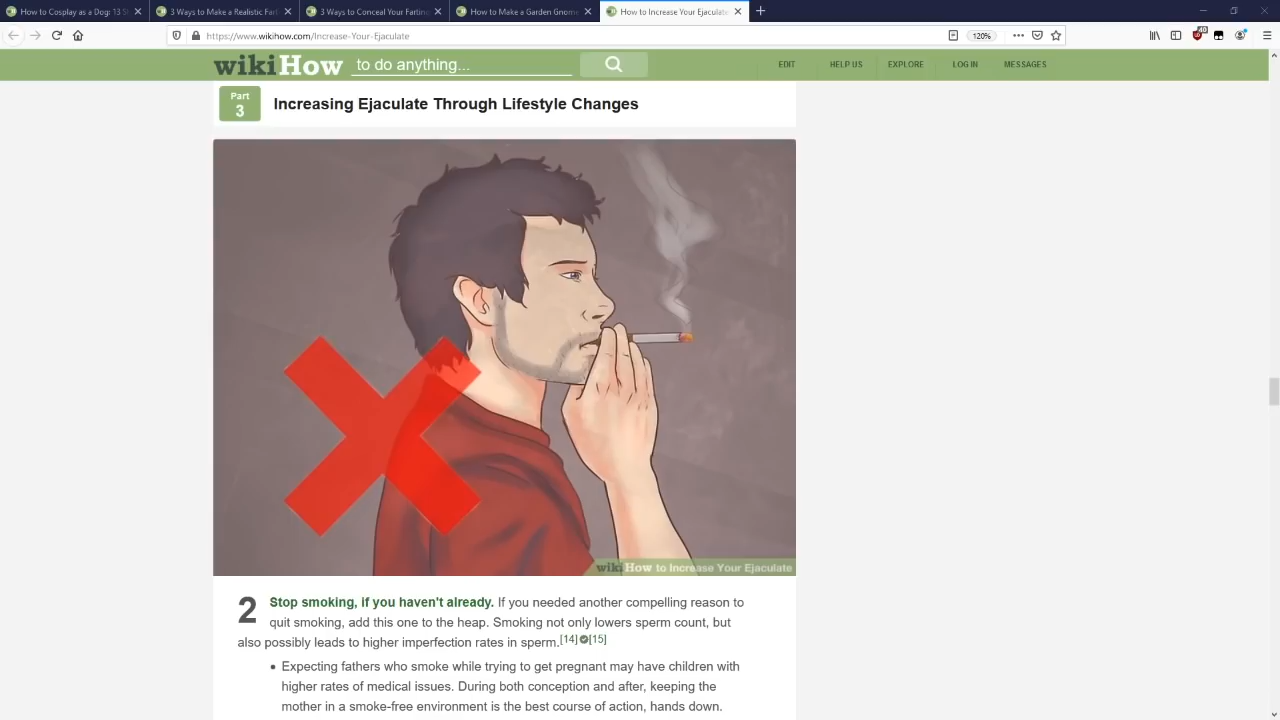 How to Cosplay as a Dog: 13 S
3 Ways to Make a Realistic Fart
3 Ways to Conceal Your Farting
How to Make a Garden Gnome
How to Increase Your Ejaculate
https://www.wikihow.com/Increase-Your-Ejaculate
120%
wikiHow to do anything...
EDIT
HELP US
EXPLORE
LOG IN
MESSAGES
Part
3
Increasing Ejaculate Through Lifestyle Changes
wikiHow to Increase Your Ejaculate
2 Stop smoking, if you haven't already. If you needed another compelling reason to
quit smoking, add this one to the heap. Smoking not only lowers sperm count, but
also possibly leads to higher imperfection rates in sperm.[14][15]
• Expecting fathers who smoke while trying to get pregnant may have children with
higher rates of medical issues. During both conception and after, keeping the
mother in a smoke-free environment is the best course of action, hands down.